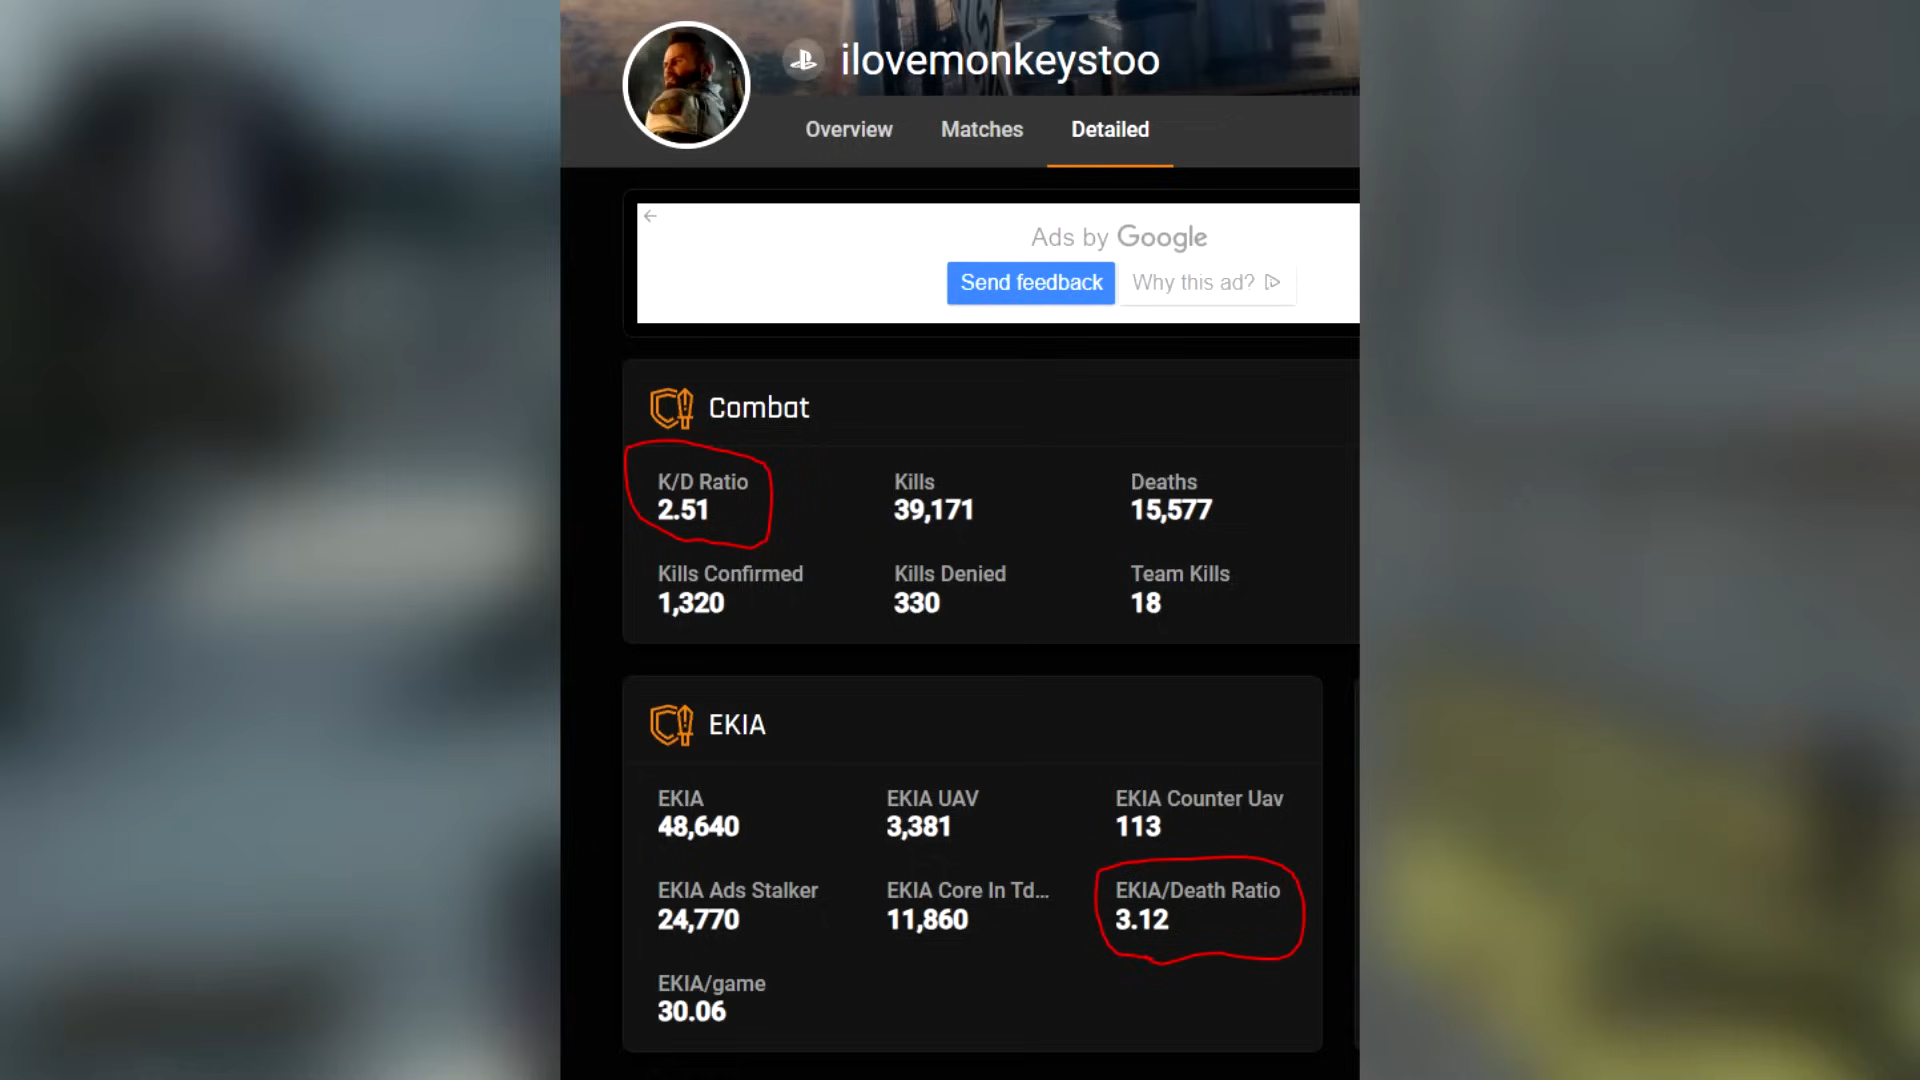 ilovemonkeystoo
Overview Matches Detailed
Ads by Google
Send feedback Why this ad?
Combat
K/D Ratio Kills Deaths
2.51 39,171 15,577
Kills Confirmed Kills Denied Team Kills
1,320 330 18
EKIA
EKIA EKIA UAV EKIA Counter Uav
48,640 3,381 113
EKIA Ads Stalker EKIA Core In Td... EKIA/Death Ratio
24,770 11,860 3.12
EKIA/game
30.06